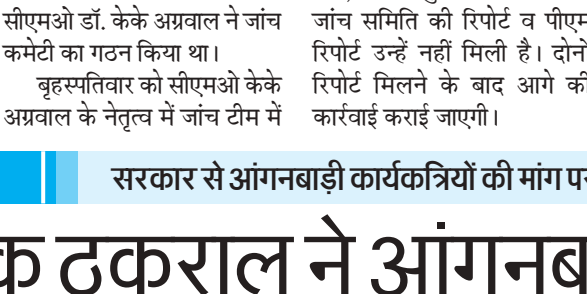 सीएमओ डॉ. केके अग्रवाल ने जांच
कमेटी का गठन किया था।
बृहस्पतिवार को सीएमओ केके
अग्रवाल के नेतृत्व में जांच टीम में
जांच समिति की रिपोर्ट व पीएम
रिपोर्ट उन्हें नहीं मिली है। दोनों
रिपोर्ट मिलने के बाद आगे की
कार्रवाई कराई जाएगी।
सरकार से आंगनबाड़ी कार्यकत्रियों की मांग
क ठकराल ने आंगनब